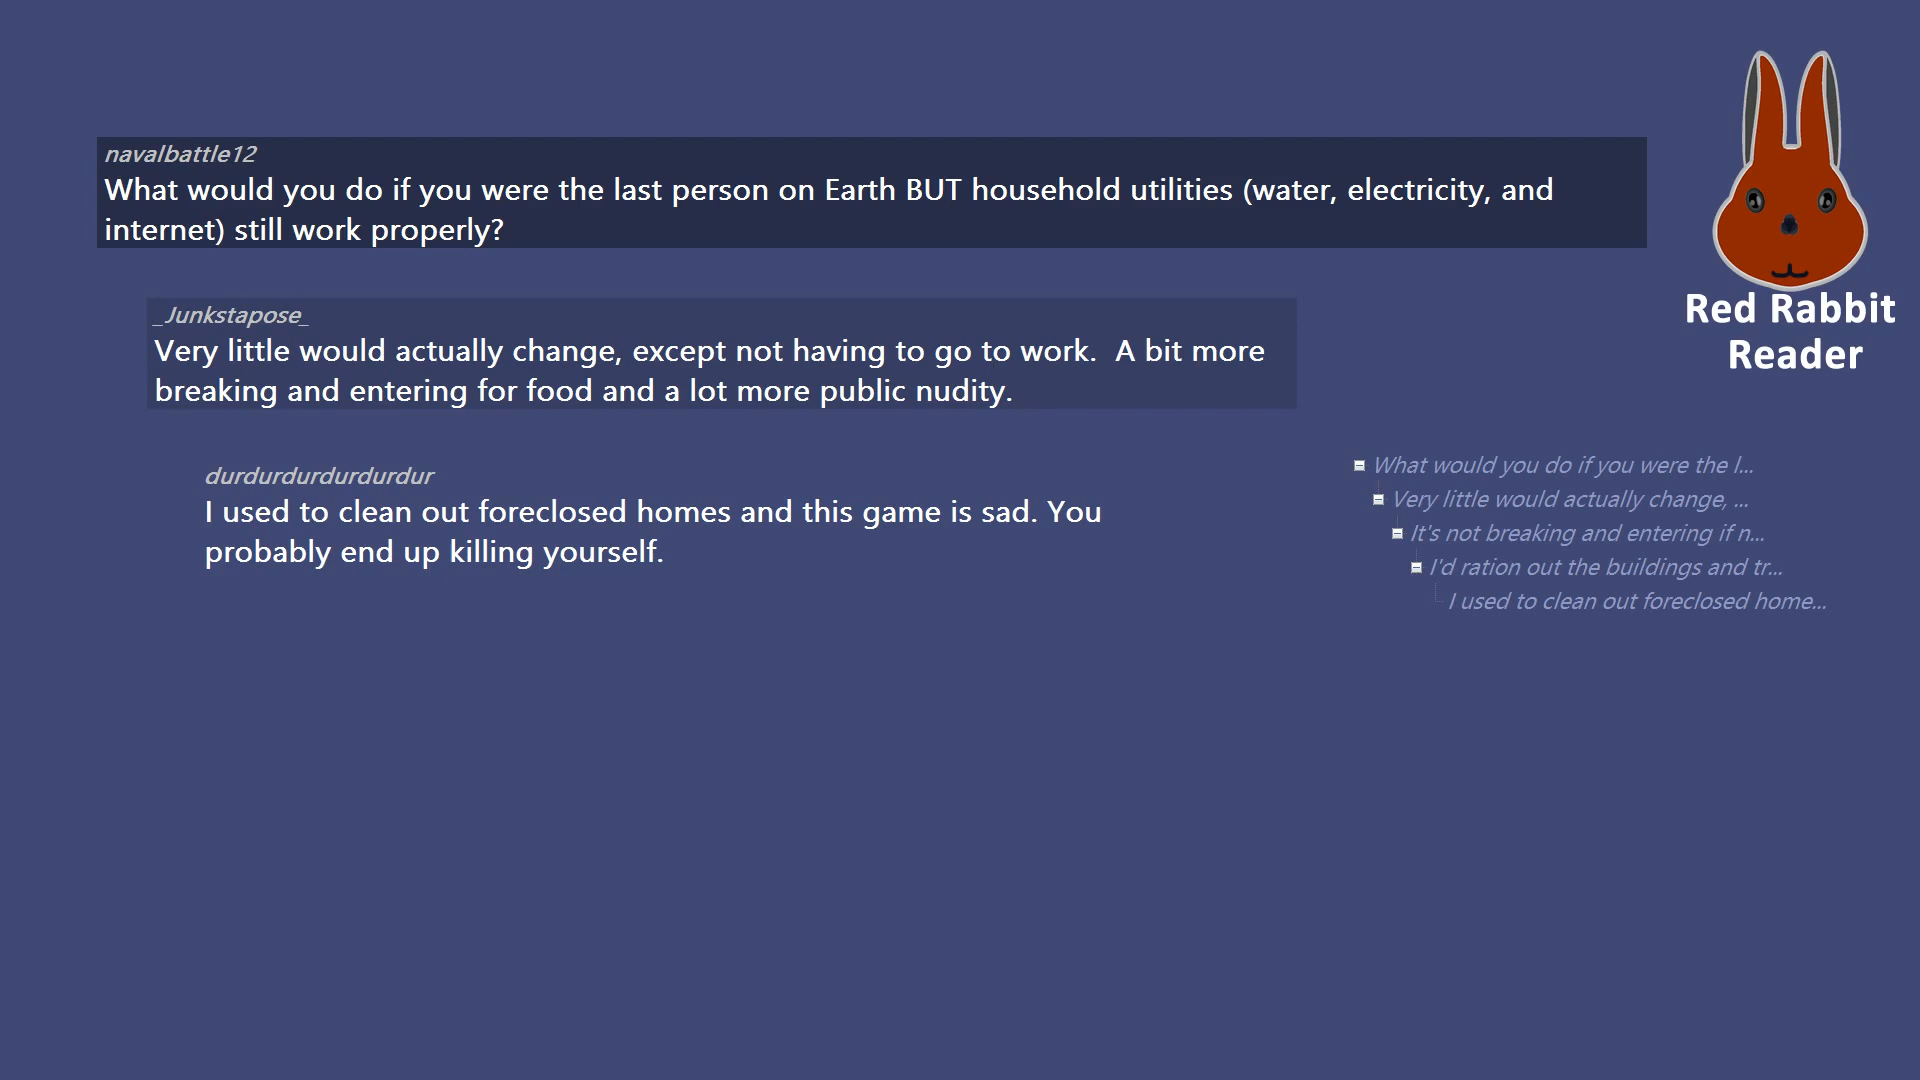 navalbattle12
What would you do if you were the last person on Earth BUT household utilities (water, electricity, and
internet) still work properly?
_Junkstapose_
Very little would actually change, except not having to go to work.  A bit more
breaking and entering for food and a lot more public nudity.
durdurdurdurdurdur
I used to clean out foreclosed homes and this game is sad. You
probably end up killing yourself.
Red Rabbit
Reader
What would you do if you were the l...
Very little would actually change, ...
It's not breaking and entering if n...
I'd ration out the buildings and tr...
I used to clean out foreclosed home...